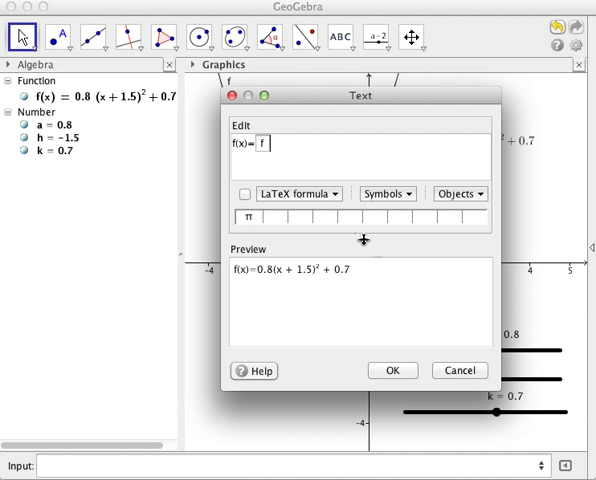 GeoGebra
A
ABC
a=2
Algebra
Graphics
Function
f(x) = 0.8 (x + 1.5)² + 0.7
Number
a = 0.8
h = -1.5
k = 0.7
f
Text
Edit
f(x)= f
LaTeX formula
Symbols
Objects
π
Preview
f(x)=0.8(x + 1.5)² + 0.7
Help
OK
Cancel
² + 0.7
-4
4
5
0.8
k = 0.7
-4
Input: